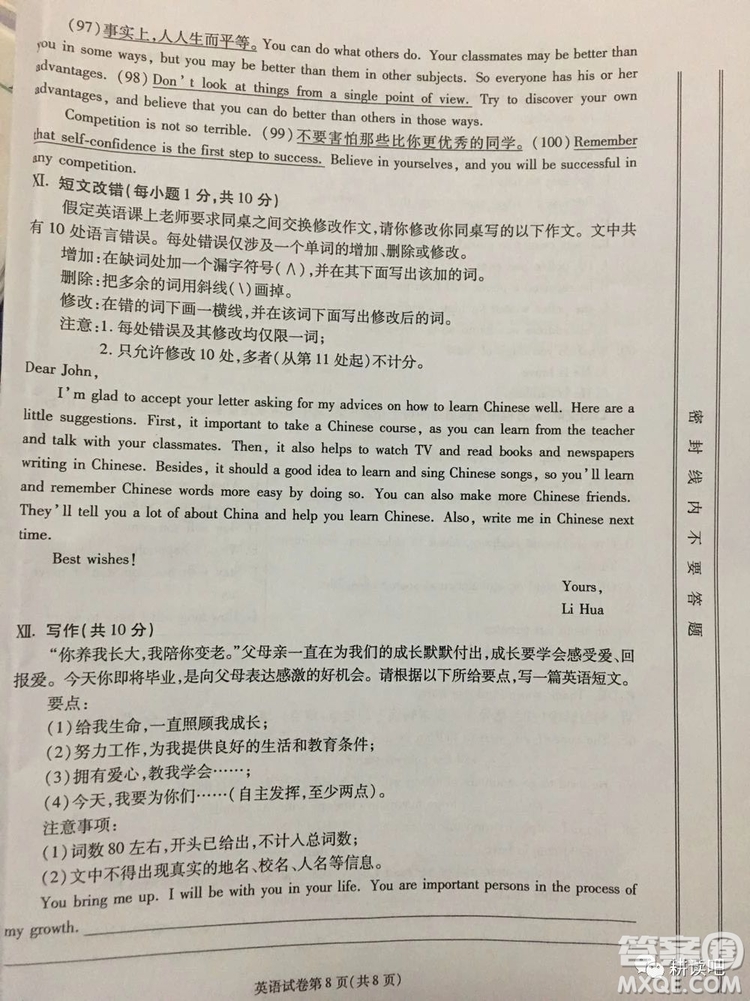 (97)事实上,人人生而平等。You can do what others do. Your classmates may be better than
you in some ways, but you may be better than them in other subjects. So everyone has his or her
advantages. (98) Don't look at things from a single point of view. Try to discover your own
advantages, and believe that you can do better than others in those ways.
Competition is not so terrible. (99)不要害怕那些比你更优秀的同学。(100) Remember
that self-confidence is the first step to success. Believe in yourselves, and you will be successful in
any competition.
Ⅺ. 短文改错(每小题1分,共10分)
假定英语课上老师要求同桌之间交换修改作文,请你修改你同桌写的以下作文。文中共
有10处语言错误。每处错误仅涉及一个单词的增加、删除或修改。
增加:在缺词处加一个漏字符号(∧),并在其下面写出该加的词。
删除:把多余的词用斜线(\)画掉。
修改:在错的词下画一横线,并在该词下面写出修改后的词。
注意:1. 每处错误及其修改均仅限一词;
2. 只允许修改10处,多者(从第11处起)不计分。
Dear John,
I'm glad to accept your letter asking for my advices on how to learn Chinese well. Here are a
little suggestions. First, it important to take a Chinese course, as you can learn from the teacher
and talk with your classmates. Then, it also helps to watch TV and read books and newspapers
writing in Chinese. Besides, it should a good idea to learn and sing Chinese songs, so you'll learn
and remember Chinese words more easy by doing so. You can also make more Chinese friends.
They'll tell you a lot of about China and help you learn Chinese. Also, write me in Chinese next
time.
Best wishes!
Yours,
Li Hua
Ⅻ. 写作(共10分)
“你养我长大,我陪你变老。”父母亲一直在为我们的成长默默付出,成长要学会感受爱、回
报爱。今天你即将毕业,是向父母表达感激的好机会。请根据以下所给要点,写一篇英语短文。
要点:
(1)给我生命,一直照顾我成长;
(2)努力工作,为我提供良好的生活和教育条件;
(3)拥有爱心,教我学会……;
(4)今天,我要为你们……(自主发挥,至少两点)。
注意事项:
(1)词数80左右,开头已给出,不计人总词数;
(2)文中不得出现真实的地名、校名、人名等信息。
You bring me up. I will be with you in your life. You are important persons in the process of
my growth.
英语试卷第8页(共8页)
密封线内不要答题
答案圈
MXQE.COM
耕读吧